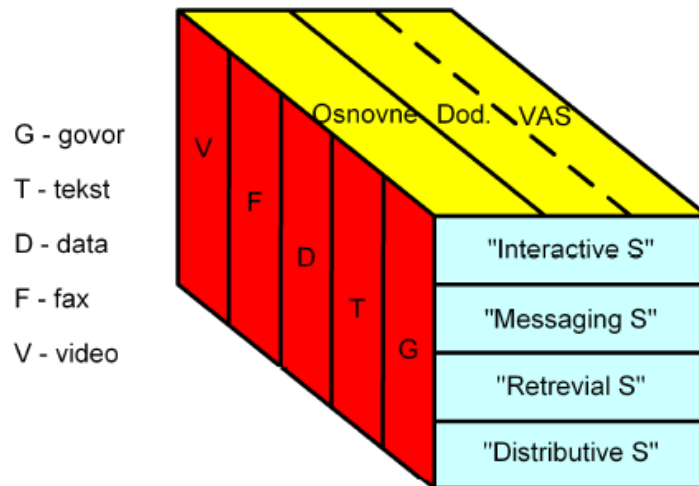 Osnovne Dod. VAS
G - govor
T - tekst
D - data
F - fax
V - video
V
F
D
T
G
"Interactive S"
"Messaging S"
"Retrevial S"
"Distributive S"